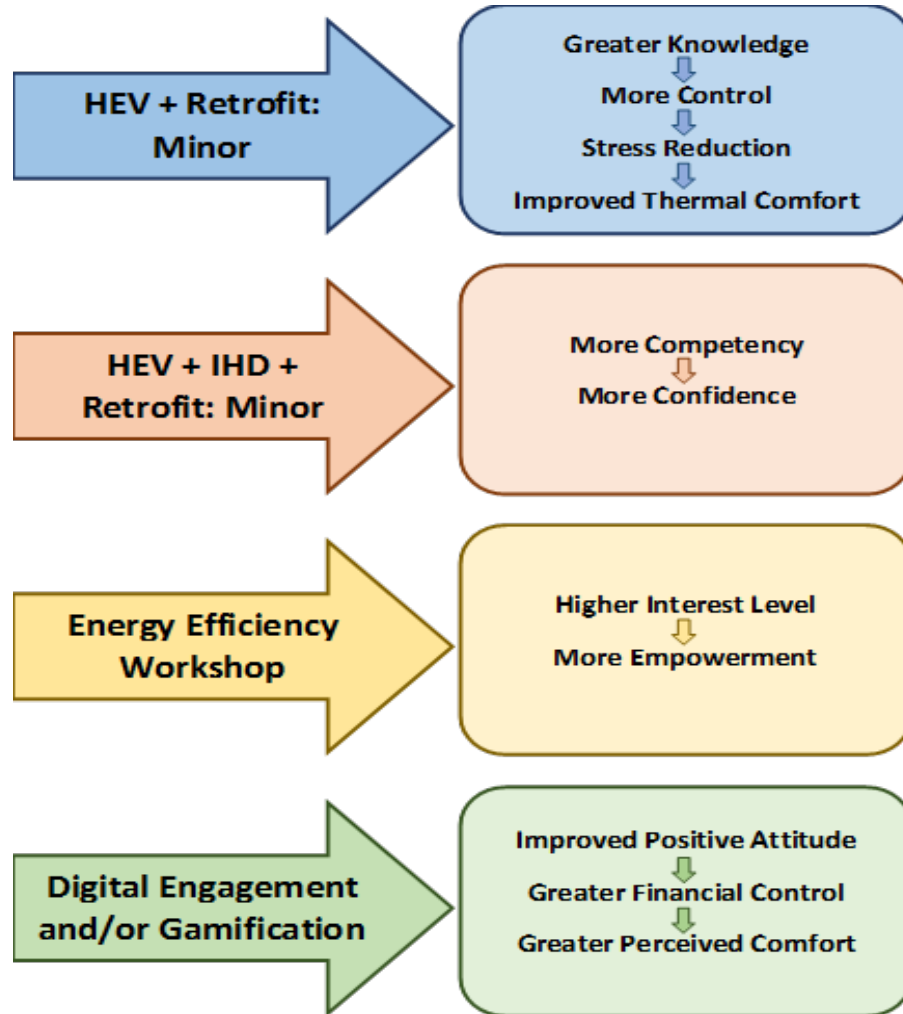 HEV + Retrofit:
Minor
Greater Knowledge
More Control
Stress Reduction
Improved Thermal Comfort
HEV + IHD +
Retrofit: Minor
More Competency
More Confidence
Energy Efficiency
Workshop
Higher Interest Level
More Empowerment
Digital Engagement
and/or Gamification
Improved Positive Attitude
Greater Financial Control
Greater Perceived Comfort